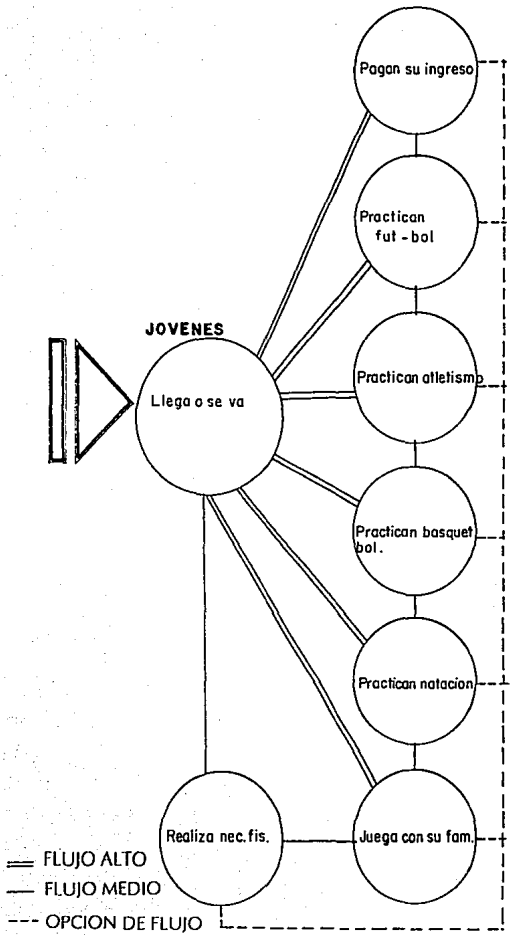 Pagan su ingreso
Practican
fut-bol
JOVENES
Llega o se va
Practican atletismo
Practican basquet
bol.
Practican natacion
Realiza nec. fis.
Juega con su fam.
FLUJO ALTO
FLUJO MEDIO
OPCION DE FLUJO